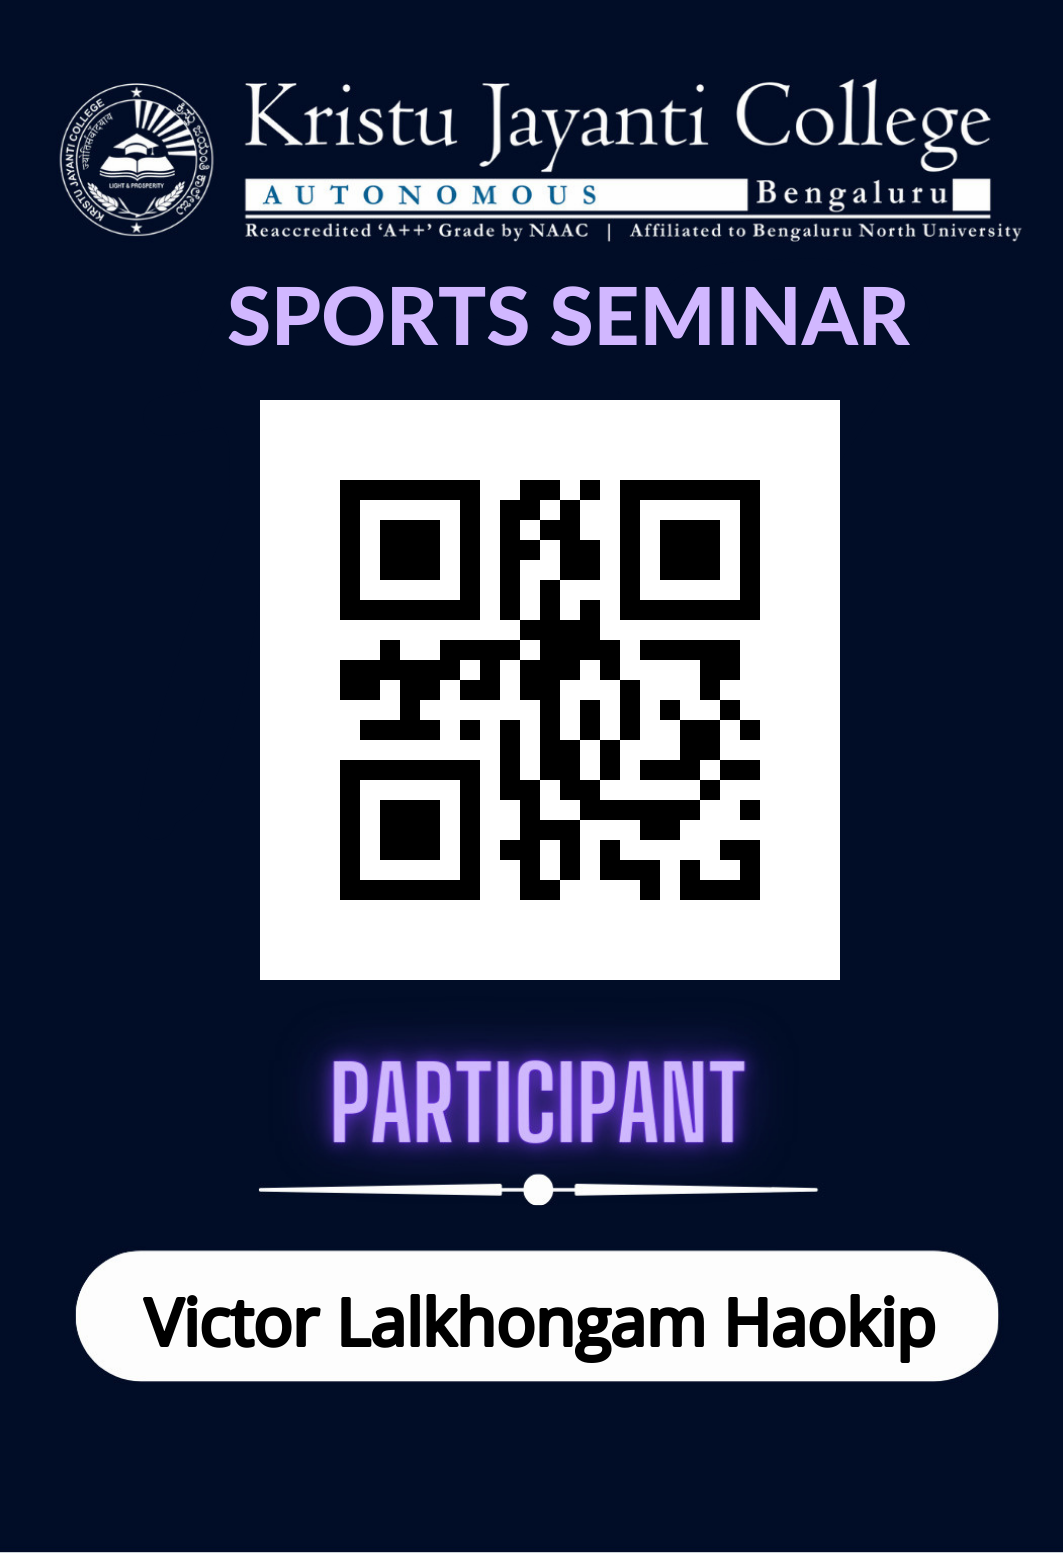 KRISTU JAYANTI COLLEGE
LIGHT & PROSPERITY
Kristu Jayanti College
AUTONOMOUS
Bengaluru
Reaccredited ‘A++’ Grade by NAAC | Affiliated to Bengaluru North University
SPORTS SEMINAR
PARTICIPANT
Victor Lalkhongam Haokip